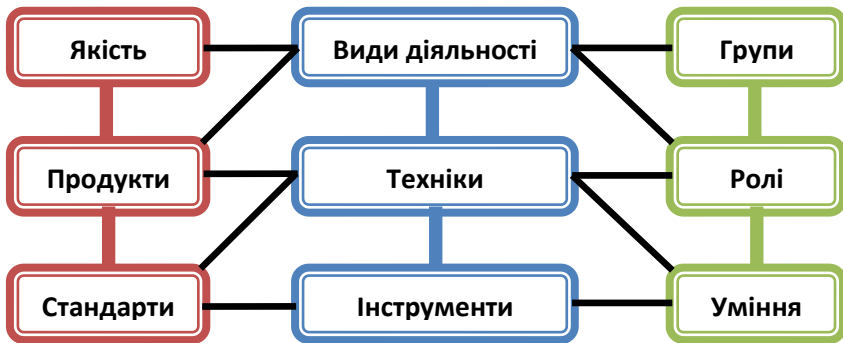 Якість
Види діяльності
Групи
Продукти
Техніки
Ролі
Стандарти
Інструменти
Уміння